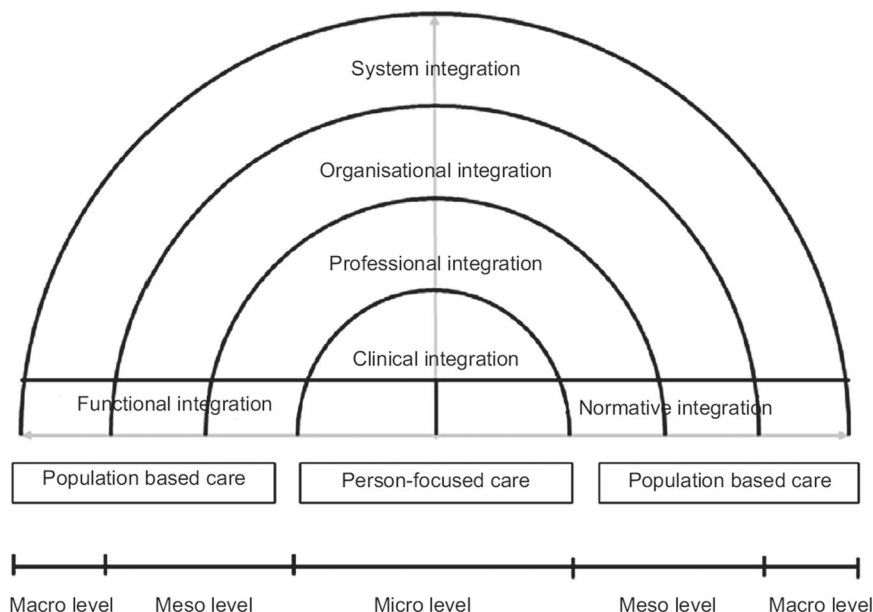 System integration
Organisational integration
Professional integration
Clinical integration
Functional integration
Normative integration
Population based care
Person-focused care
Population based care
Macro level
Meso level
Micro level
Meso level
Macro level